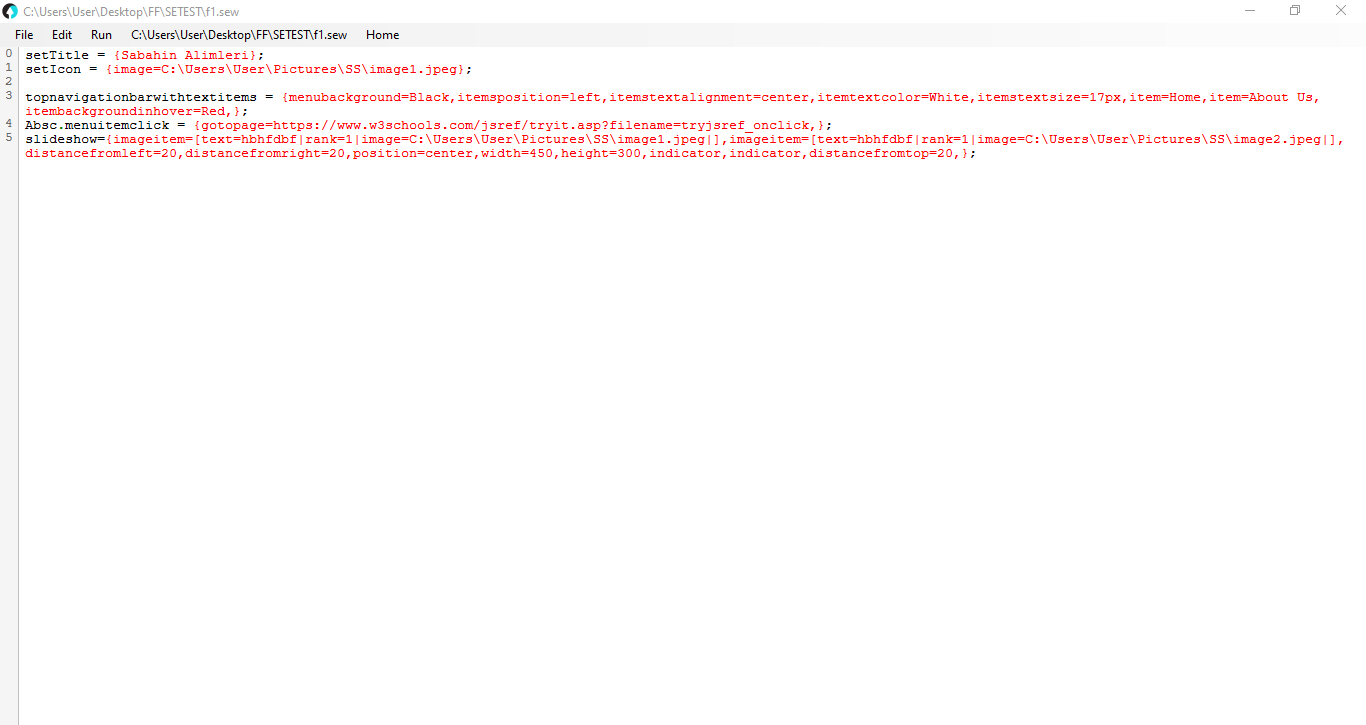 C:\Users\User\Desktop\FF\SETEST\f1.sew
File Edit Run C:\Users\User\Desktop\FF\SETEST\f1.sew Home
0 setTitle = {Sabahin Alimleri};
1 setIcon = {image=C:\Users\User\Pictures\SS\image1.jpeg};
2
3 topnavigationbarwithtextitems = {menubackground=Black,itemsposition=left,itemstextalignment=center,itemtextcolor=White,itemstextsize=17px,item=Home,item=About Us,
itembackgroundinhover=Red,};
4 Absc.menuitemclick = {gotopage=https://www.w3schools.com/jsref/tryit.asp?filename=tryjsref_onclick,};
5 slideshow={imageitem=[text=hbhfdbf|rank=1|image=C:\Users\User\Pictures\SS\image1.jpeg|],imageitem=[text=hbhfdbf|rank=1|image=C:\Users\User\Pictures\SS\image2.jpeg|],
distancefromleft=20,distancefromright=20,position=center,width=450,height=300,indicator,indicator,distancefromtop=20,};